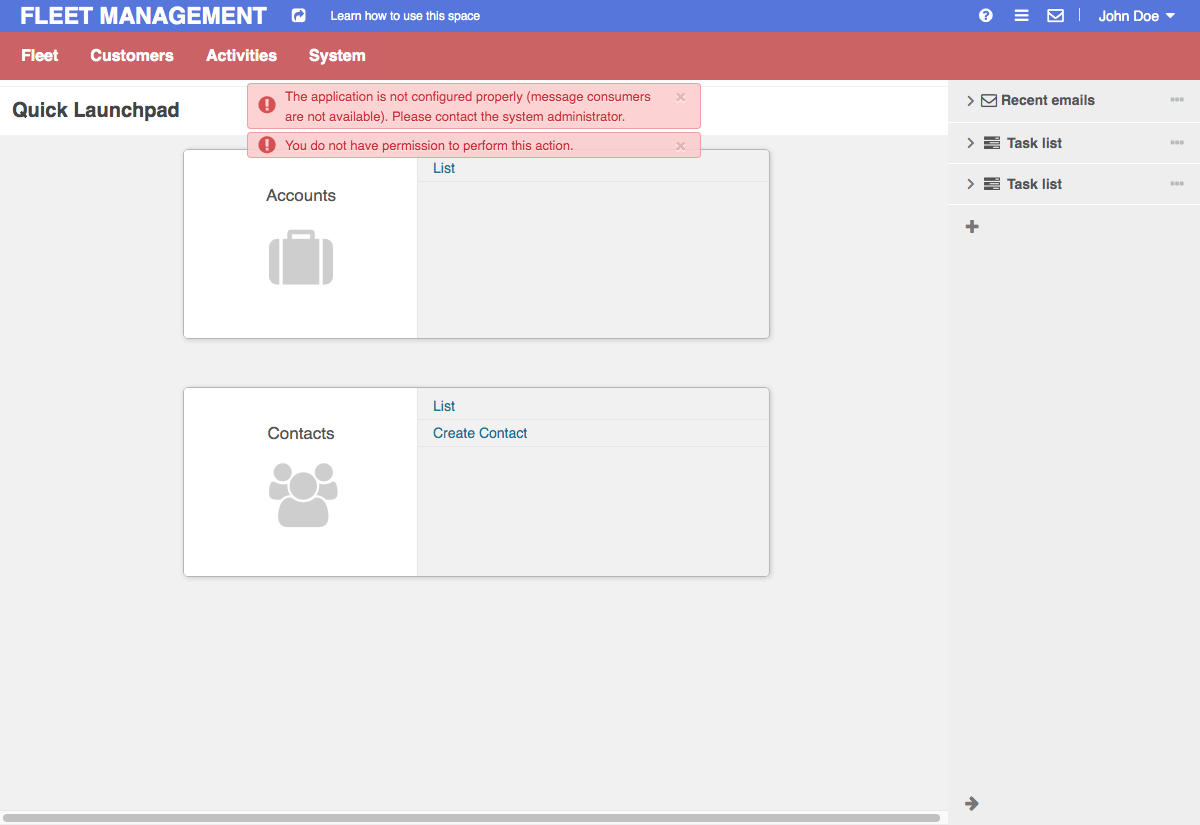 FLEET MANAGEMENT
Learn how to use this space
John Doe
Fleet
Customers
Activities
System
Quick Launchpad
The application is not configured properly (message consumers
are not available). Please contact the system administrator.
You do not have permission to perform this action.
Accounts
List
Contacts
List
Create Contact
Recent emails
Task list
Task list